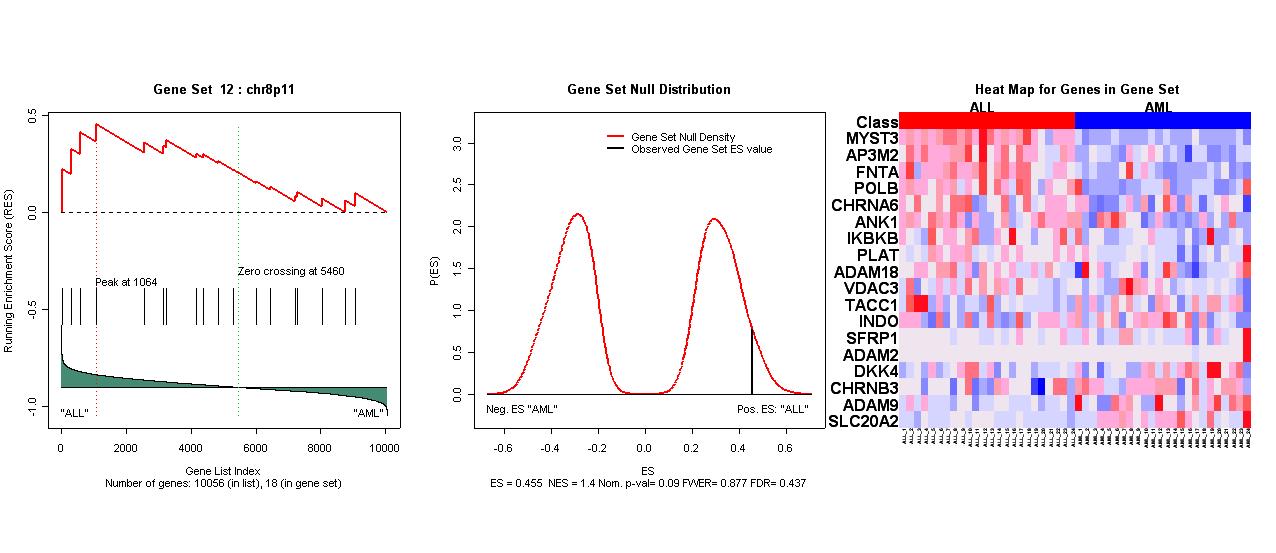 Gene Set 12 : chr8p11
Running Enrichment Score (RES)
0.5
0.0
-0.5
-1.0
Peak at 1064
Zero crossing at 5460
"ALL"
"AML"
0 2000 4000 6000 8000 10000
Gene List Index
Number of genes: 10056 (in list), 18 (in gene set)
Gene Set Null Distribution
P(ES)
3.0
2.5
2.0
1.5
1.0
0.5
0.0
Gene Set Null Density
Observed Gene Set ES value
Neg. ES "AML"
Pos. ES: "ALL"
-0.6 -0.4 -0.2 0.0 0.2 0.4 0.6
ES
ES = 0.455 NES = 1.4 Nom. p-val= 0.09 FWER= 0.877 FDR= 0.437
Heat Map for Genes in Gene Set
ALL AML
Class
MYST3
AP3M2
FNTA
POLB
CHRNA6
ANK1
IKBKB
PLAT
ADAM18
VDAC3
TACC1
INDO
SFRP1
ADAM2
DKK4
CHRNB3
ADAM9
SLC20A2